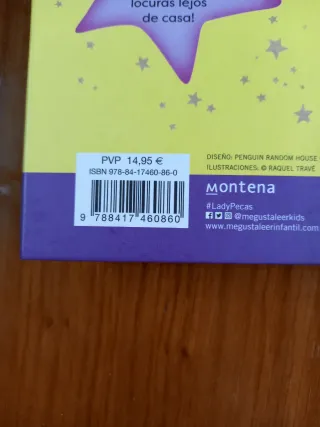 locuras lejos
de casa!
PVP 14,95 €
ISBN 978-84-17460-86-0
9 788417 460860
DISEÑO: PENGUIN RANDOM HOUSE
ILUSTRACIONES: © RAQUEL TRAVÉ
montena
#LadyPecas
@megustaleerkids
www.megustaleerinfantil.com